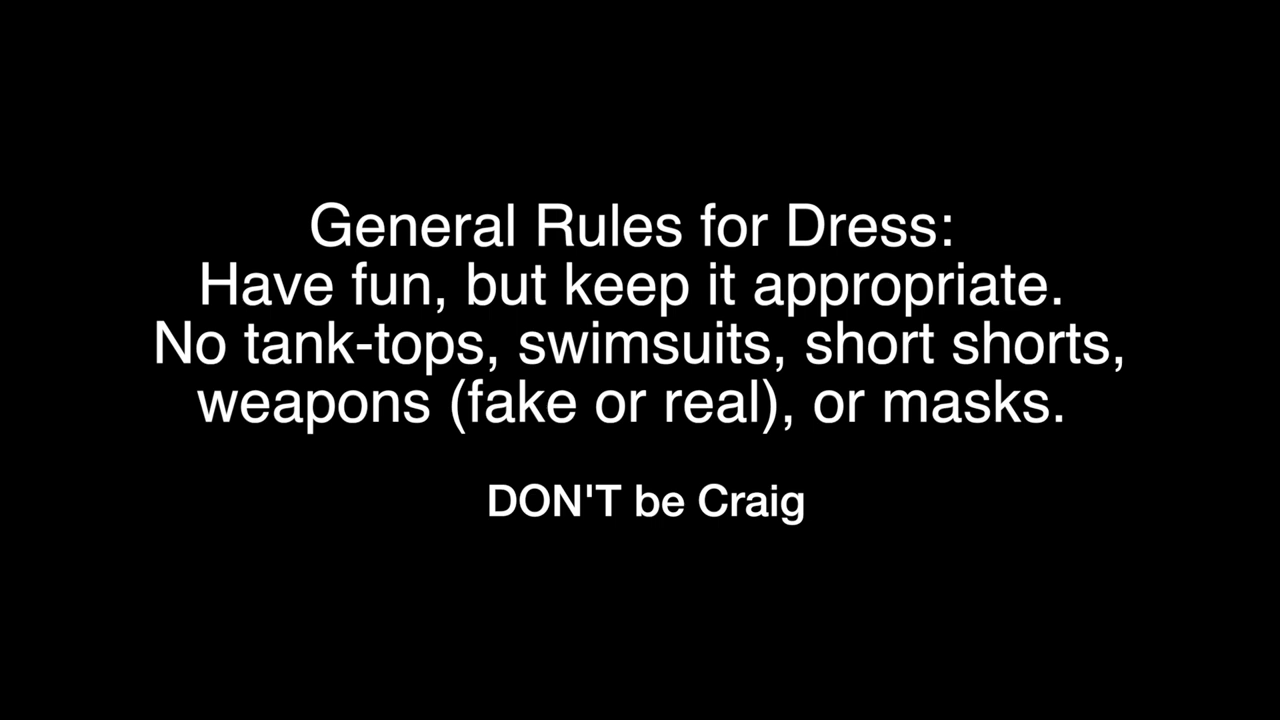 General Rules for Dress:
Have fun, but keep it appropriate.
No tank-tops, swimsuits, short shorts,
weapons (fake or real), or masks.
DON'T be Craig